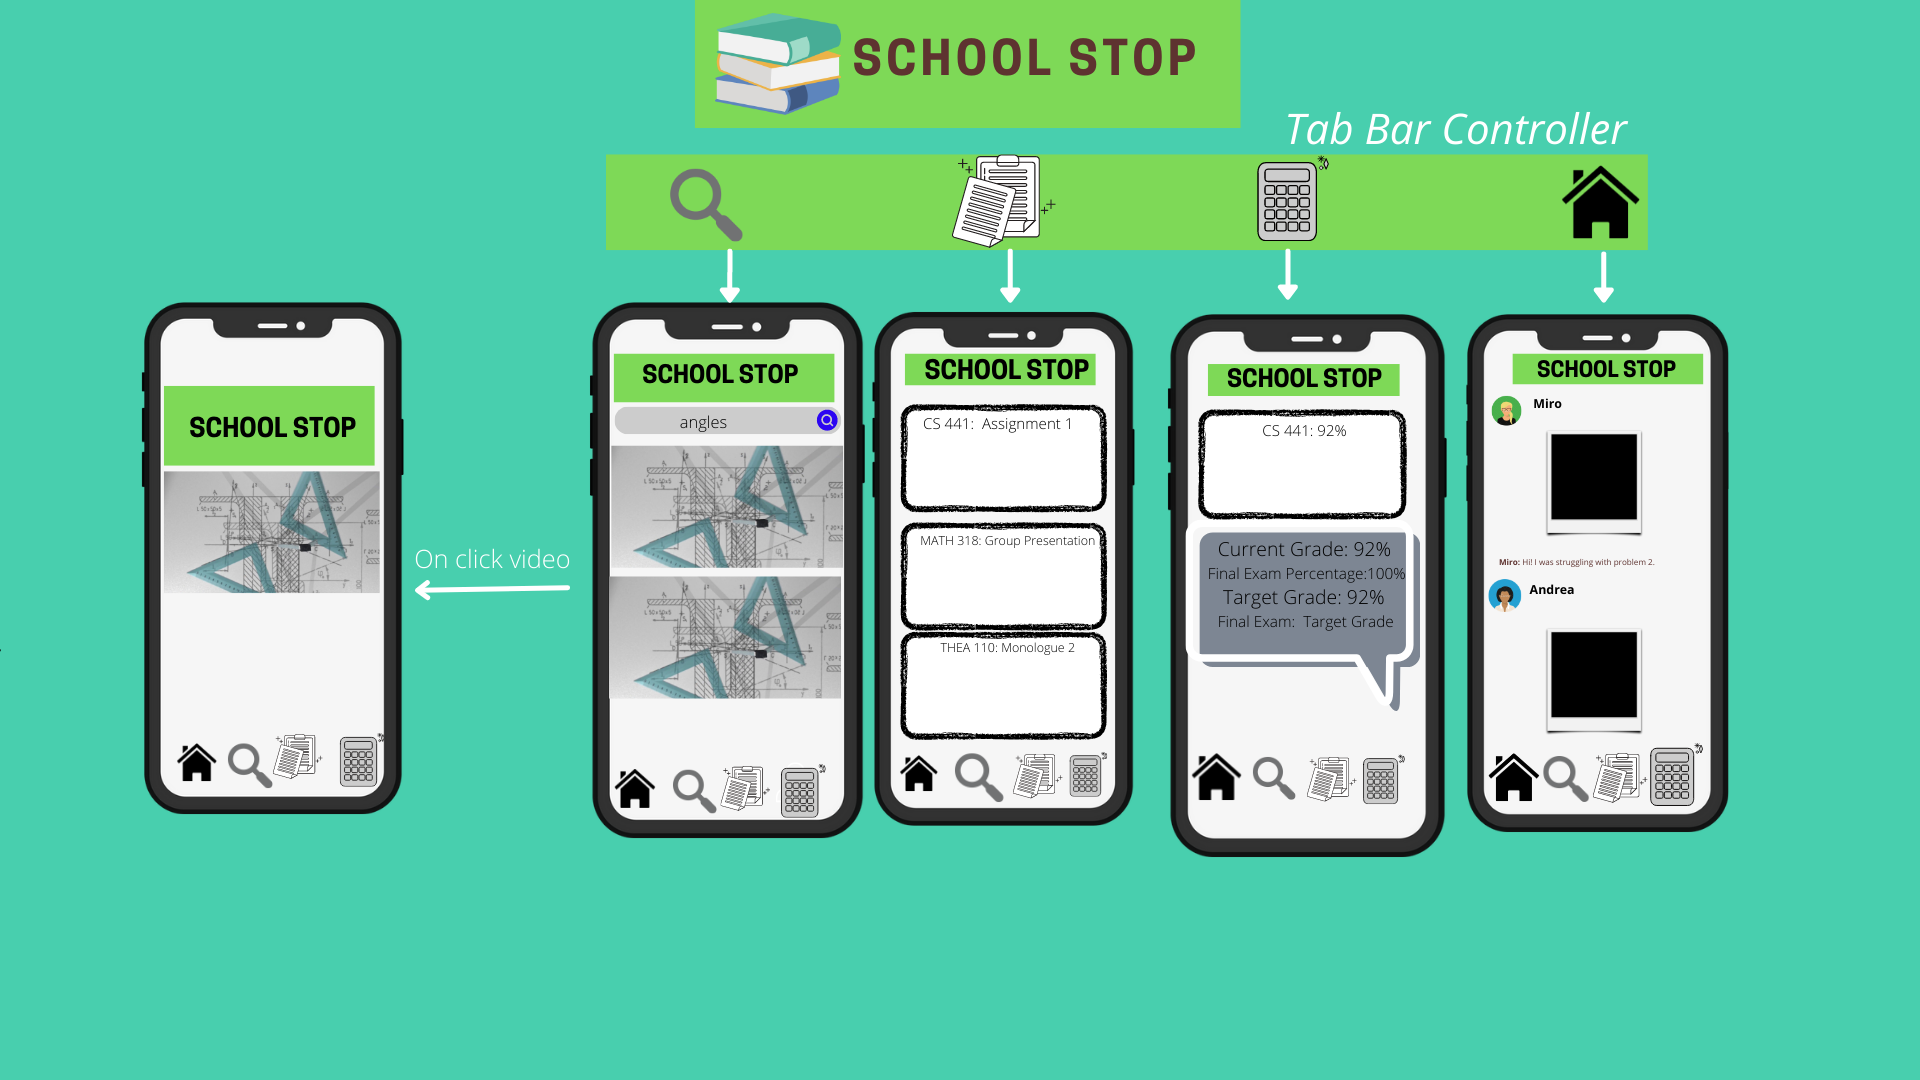 SCHOOL STOP
Tab Bar Controller
SCHOOL STOP
On click video
SCHOOL STOP
angles
SCHOOL STOP
CS 441: Assignment 1
MATH 318: Group Presentation
THEA 110: Monologue 2
SCHOOL STOP
CS 441: 92%
Current Grade: 92%
Final Exam Percentage:100%
Target Grade: 92%
Final Exam: Target Grade
SCHOOL STOP
Miro
Miro: Hi! I was struggling with problem 2.
Andrea